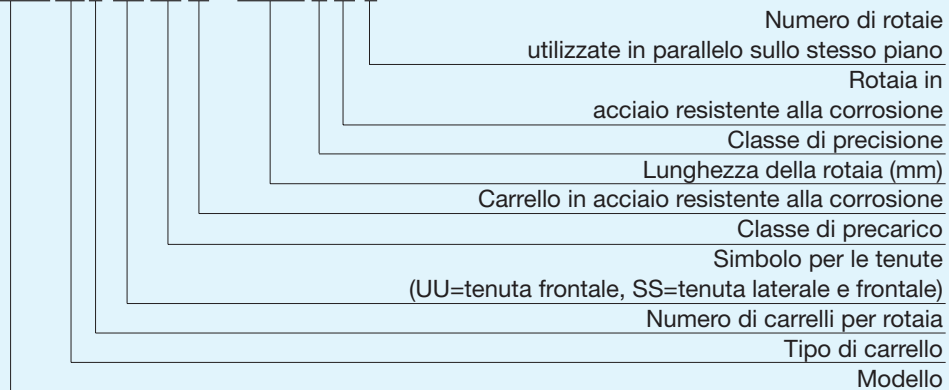 Numero di rotaie
utilizzate in parallelo sullo stesso piano
Rotaia in
acciaio resistente alla corrosione
Classe di precisione
Lunghezza della rotaia (mm)
Carrello in acciaio resistente alla corrosione
Classe di precarico
Simbolo per le tenute
(UU=tenuta frontale, SS=tenuta laterale e frontale)
Numero di carrelli per rotaia
Tipo di carrello
Modello